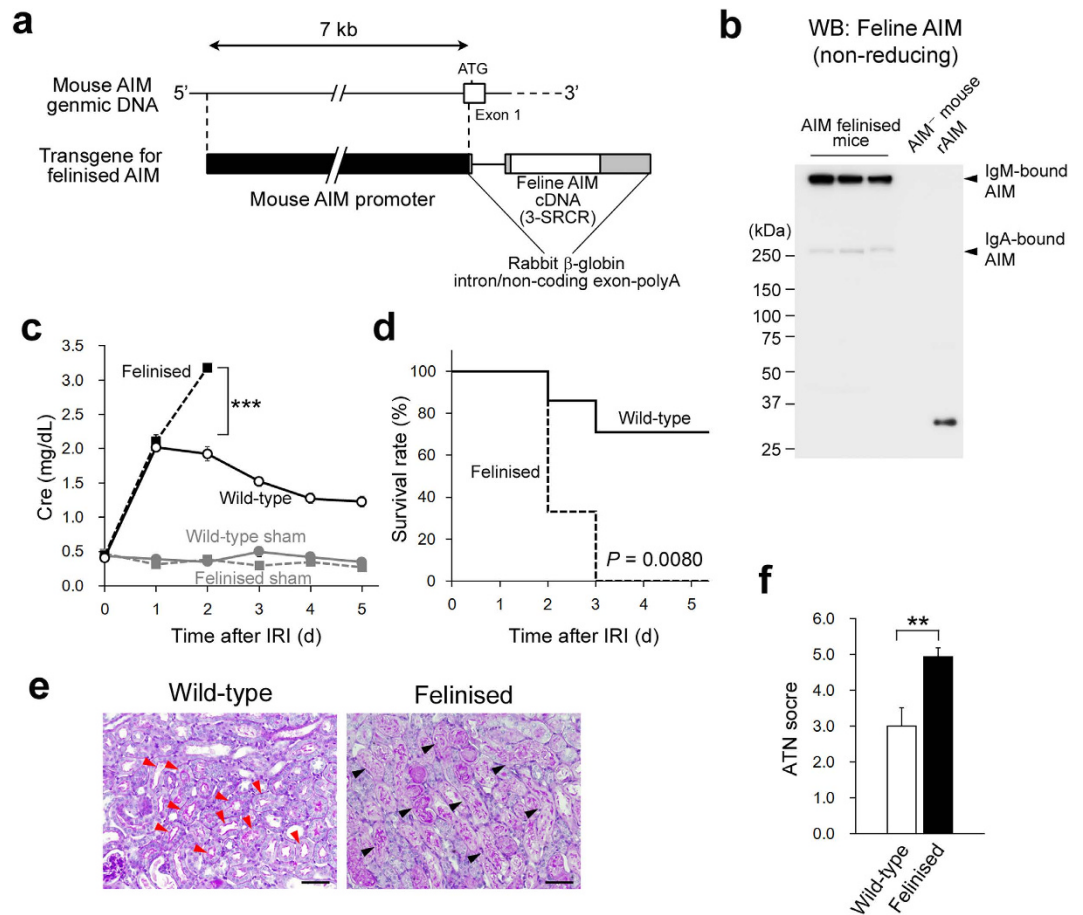 a
7 kb
Mouse AIM
genmic DNA
5’
ATG
Exon 1
3’
Transgene for
felinised AIM
Mouse AIM promoter
Feline AIM
cDNA
(3-SRCR)
Rabbit β-globin
intron/non-coding exon-polyA
b
WB: Feline AIM
(non-reducing)
AIM felinised
mice
AIM⁻ mouse
rAIM
IgM-bound
AIM
IgA-bound
AIM
(kDa)
250
150
100
75
50
37
25
c
Cre (mg/dL)
3.5
3.0
2.5
2.0
1.5
1.0
0.5
0.0
Felinised
***
Wild-type
Wild-type sham
Felinised sham
0 1 2 3 4 5
Time after IRI (d)
d
Survival rate (%)
100
80
60
40
20
0
Wild-type
Felinised
P = 0.0080
0 1 2 3 4 5
Time after IRI (d)
e
Wild-type
Felinised
f
ATN socre
6.0
5.0
4.0
3.0
2.0
1.0
0.0
**
Wild-type
Felinised